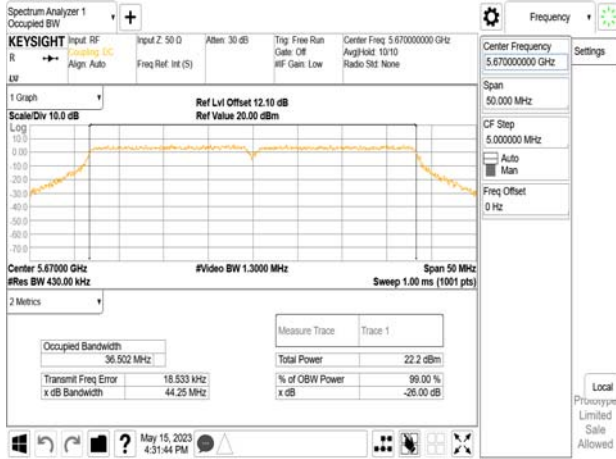 Spectrum Analyzer 1
Occupied BW
+
Frequency
KEYSIGHT
R
LU
Input: RF
Coupling: DC
Align: Auto
Input Z: 50 Ω
Freq Ref: Int (S)
Atten: 30 dB
Trig: Free Run
Gate: Off
#IF Gain: Low
Center Freq: 5.670000000 GHz
Avg|Hold: 10/10
Radio Std: None
Center Frequency
5.670000000 GHz
Settings
Span
50.000 MHz
CF Step
5.000000 MHz
Auto
Man
Freq Offset
0 Hz
1 Graph
Scale/Div 10.0 dB
Ref Lvl Offset 12.10 dB
Ref Value 20.00 dBm
Log
10.0
0.00
-10.0
-20.0
-30.0
-40.0
-50.0
-60.0
-70.0
Center 5.67000 GHz
#Res BW 430.00 kHz
#Video BW 1.3000 MHz
Span 50 MHz
Sweep 1.00 ms (1001 pts)
2 Metrics
Measure Trace
Trace 1
Occupied Bandwidth
36.502 MHz
Total Power
22.2 dBm
Transmit Freq Error
18.533 kHz
% of OBW Power
99.00 %
x dB Bandwidth
44.25 MHz
x dB
-26.00 dB
Local
Prototype
Limited
Sale
Allowed
?
May 15, 2023
4:31:44 PM